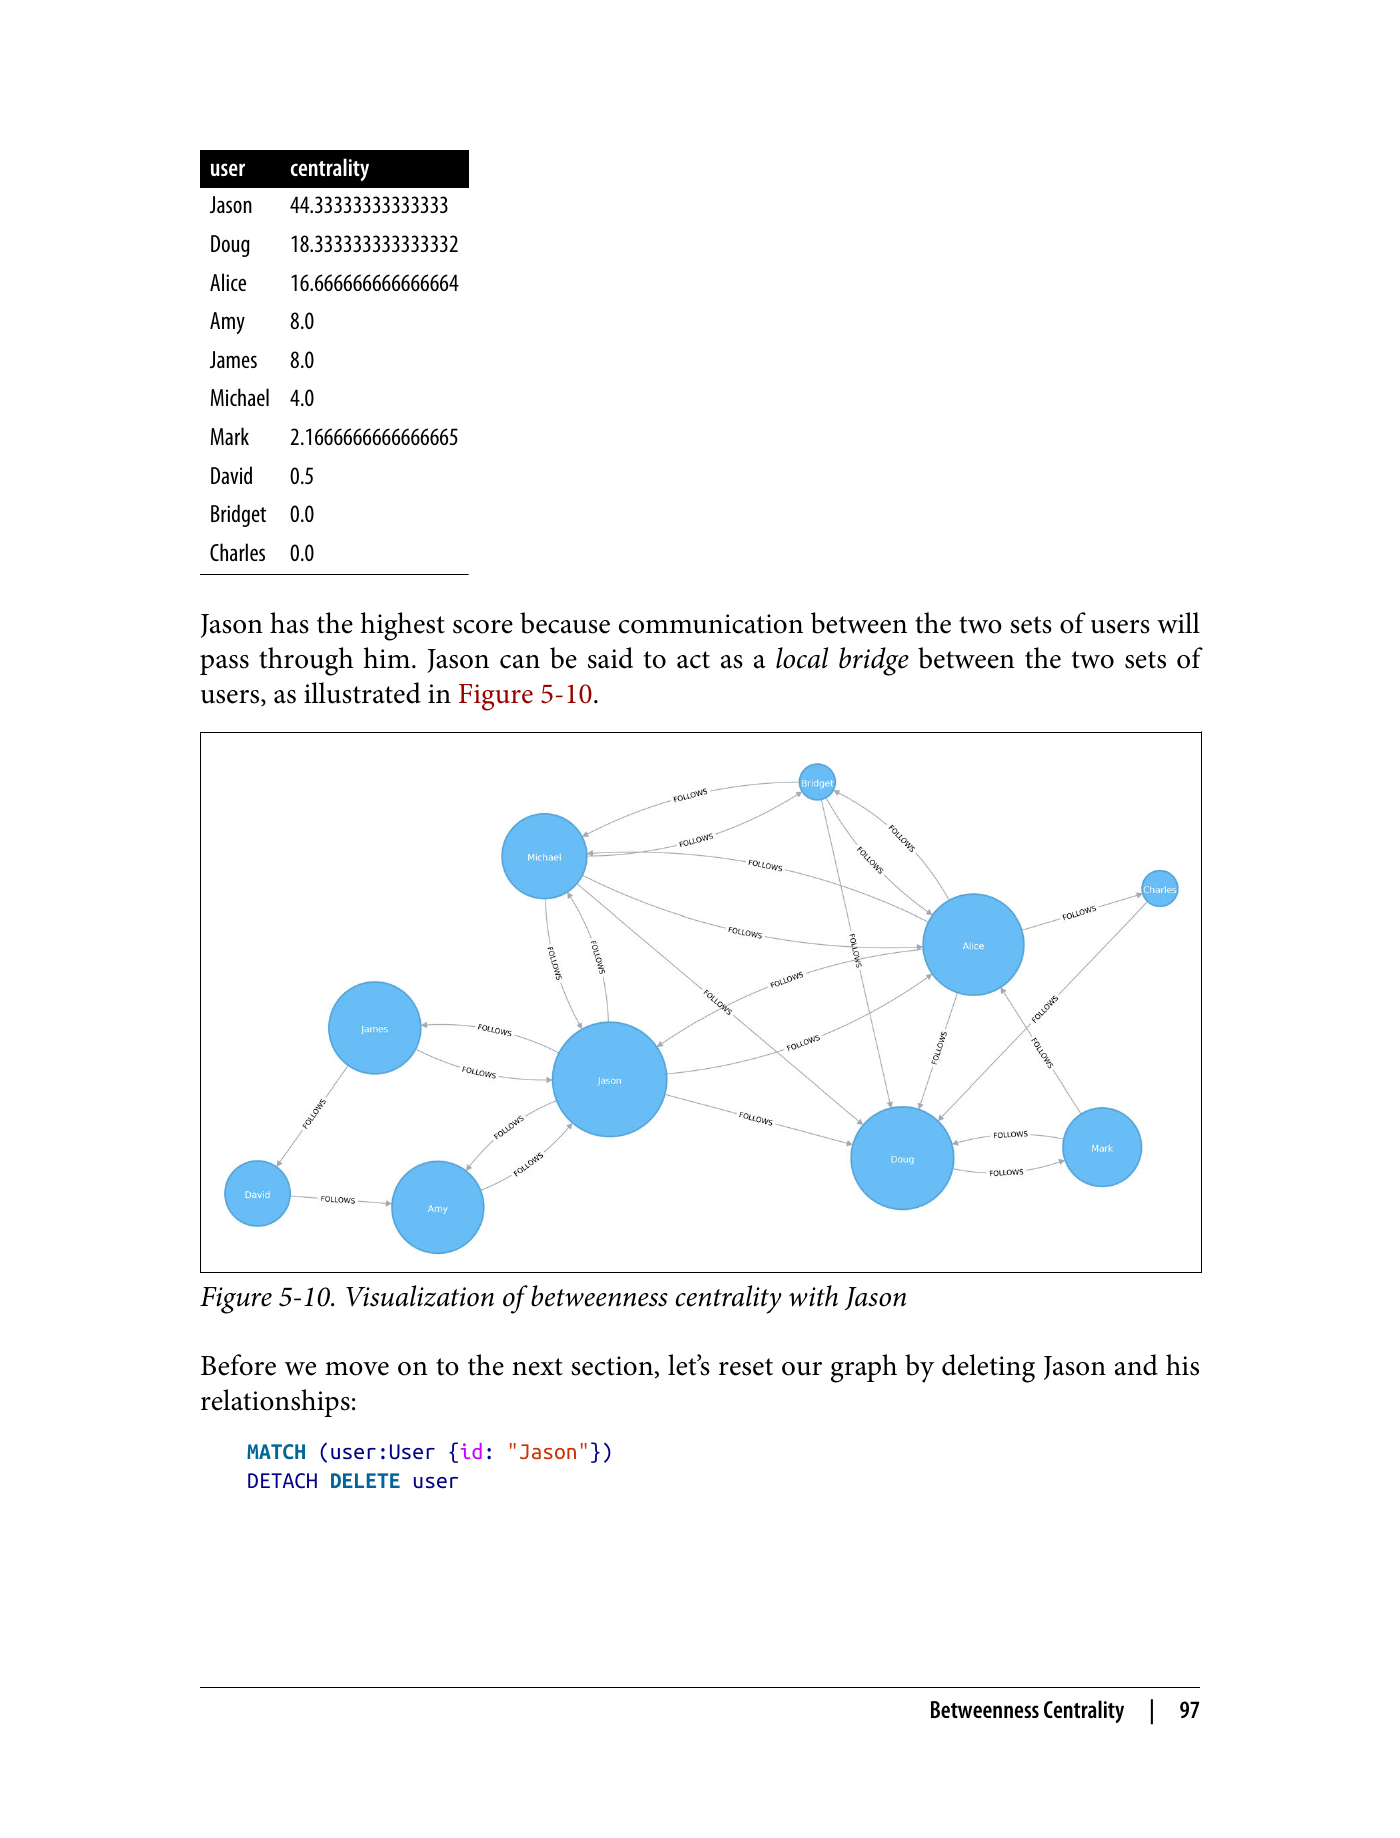 user centrality
Jason 44.33333333333333
Doug 18.333333333333332
Alice 16.666666666666664
Amy 8.0
James 8.0
Michael 4.0
Mark 2.1666666666666665
David 0.5
Bridget 0.0
Charles 0.0
Jason has the highest score because communication between the two sets of users will
pass through him. Jason can be said to act as a local bridge between the two sets of
users, as illustrated in Figure 5-10.
Bridget
FOLLOWS
FOLLOWS
FOLLOWS
FOLLOWS
Michael
FOLLOWS
Charles
FOLLOWS
FOLLOWS
Alice
FOLLOWS
FOLLOWS
FOLLOWS
FOLLOWS
FOLLOWS
FOLLOWS
James
FOLLOWS
FOLLOWS
FOLLOWS
FOLLOWS
FOLLOWS
Jason
FOLLOWS
FOLLOWS
FOLLOWS
FOLLOWS
FOLLOWS
Mark
Doug
FOLLOWS
FOLLOWS
David
FOLLOWS
Amy
Figure 5-10. Visualization of betweenness centrality with Jason
Before we move on to the next section, let’s reset our graph by deleting Jason and his
relationships:
MATCH (user:User {id: "Jason"})
DETACH DELETE user
Betweenness Centrality | 97